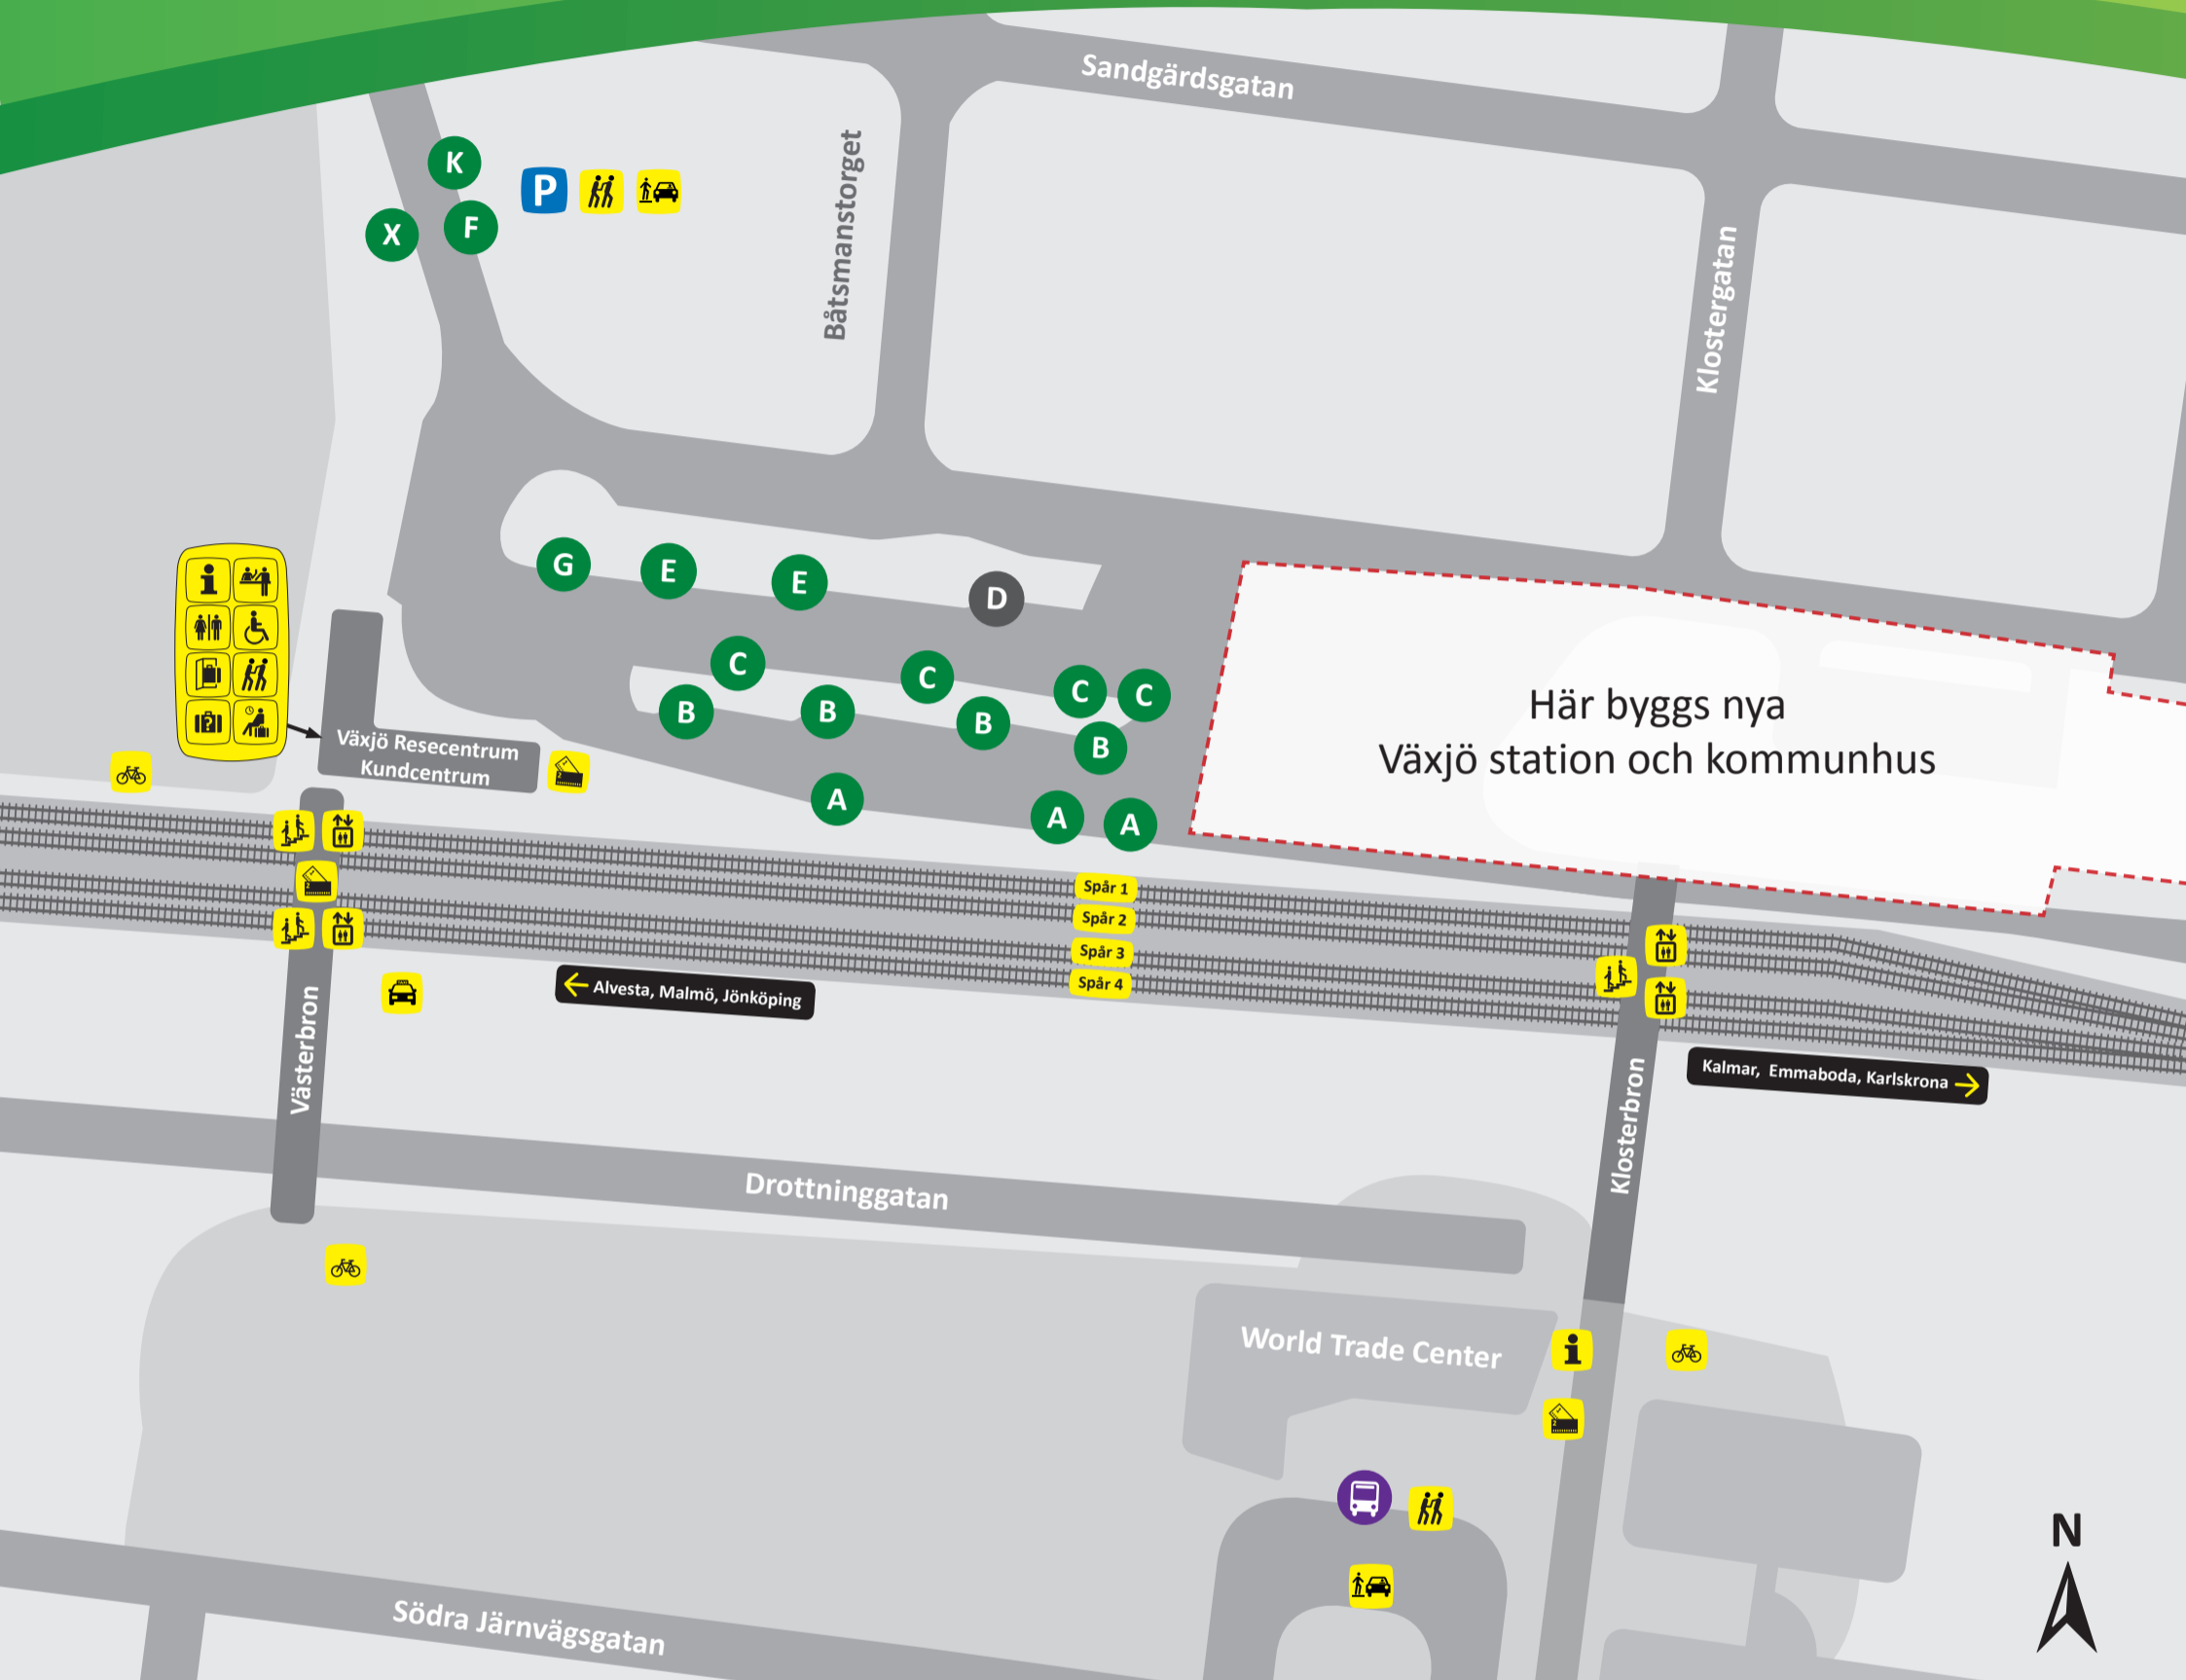 Sandgärdsgatan
K
P
X
F
Båtsmanstorget
Klostergatan
G
E
E
D
C
C
C
C
B
B
B
B
Här byggs nya
Växjö station och kommunhus
Växjö Resecentrum
Kundcentrum
A
A
A
Spår 1
Spår 2
Spår 3
Spår 4
Alvesta, Malmö, Jönköping
Kalmar, Emmaboda, Karlskrona
Västerbron
Klosterbron
Drottninggatan
World Trade Center
N
Södra Järnvägsgatan